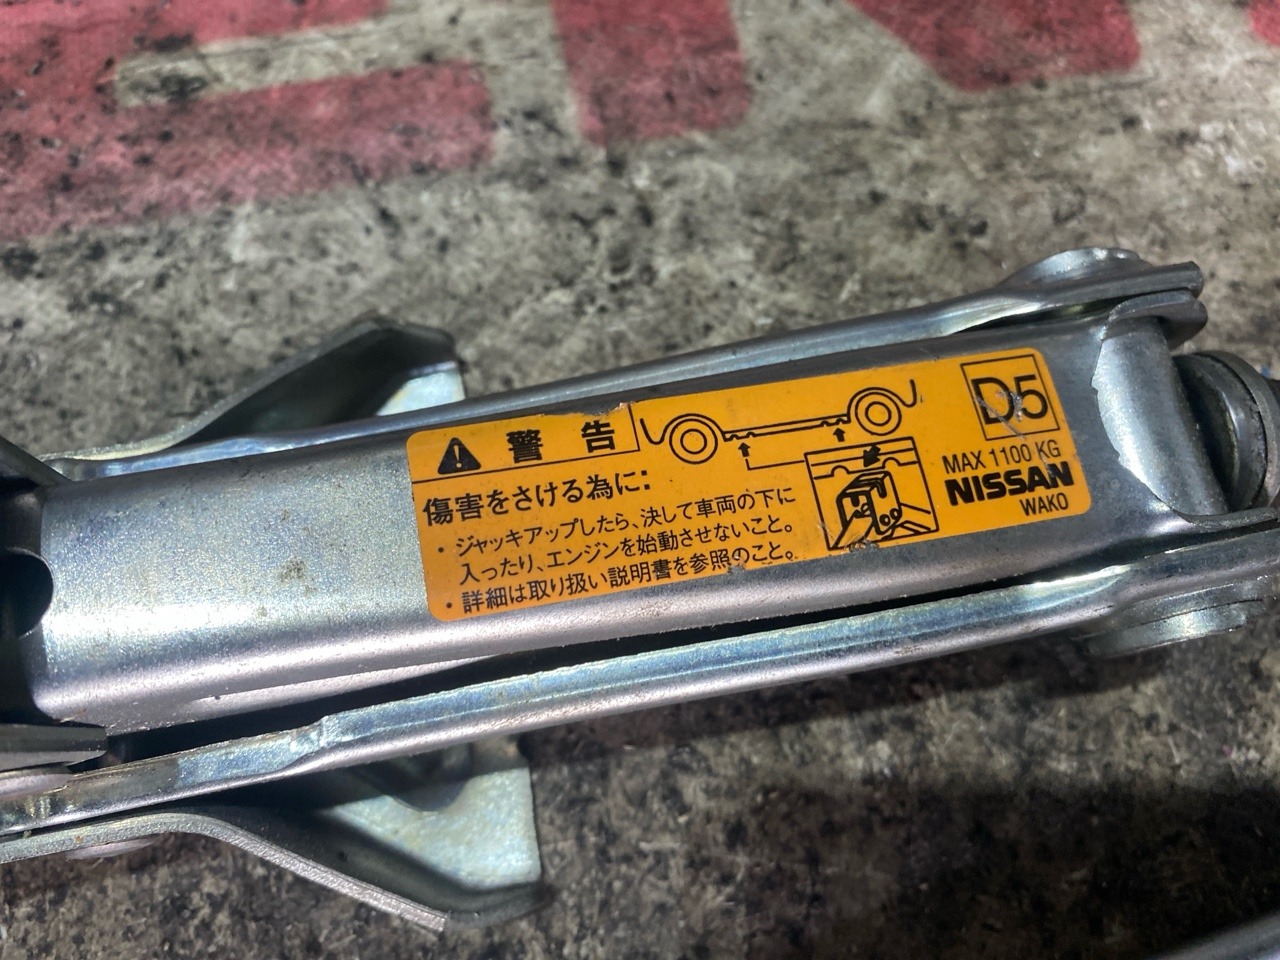 警告
傷害をさける為に:
・ジャッキアップしたら、決して車両の下に
入ったり、エンジンを始動させないこと。
・詳細は取り扱い説明書を参照のこと。
D5
MAX 1100 KG
NISSAN
WAKO